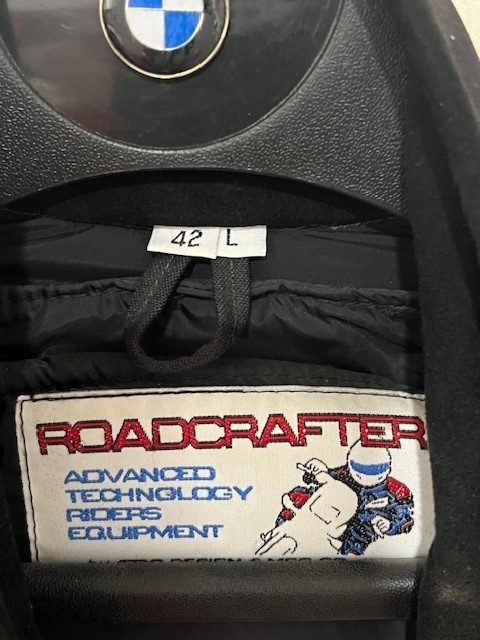 42 L
ROADCRAFTER
ADVANCED
TECHNOLOGY
RIDERS
EQUIPMENT